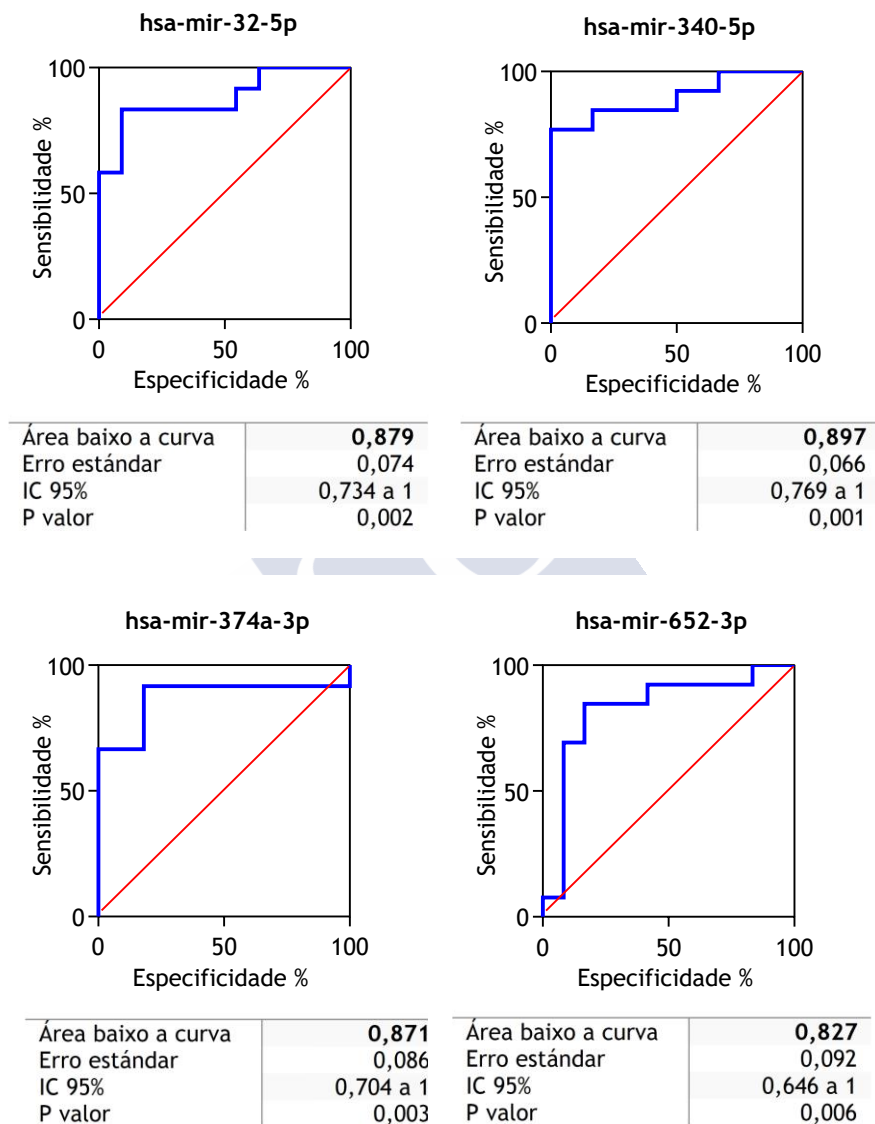 hsa-mir-32-5p
100
50
0
Sensibilidade %
0 50 100
Especificidade %
Área baixo a curva 0,879
Erro estándar 0,074
IC 95% 0,734 a 1
P valor 0,002
hsa-mir-340-5p
100
50
0
Sensibilidade %
0 50 100
Especificidade %
Área baixo a curva 0,897
Erro estándar 0,066
IC 95% 0,769 a 1
P valor 0,001
hsa-mir-374a-3p
100
50
0
Sensibilidade %
0 50 100
Especificidade %
Área baixo a curva 0,871
Erro estándar 0,086
IC 95% 0,704 a 1
P valor 0,003
hsa-mir-652-3p
100
50
0
Sensibilidade %
0 50 100
Especificidade %
Área baixo a curva 0,827
Erro estándar 0,092
IC 95% 0,646 a 1
P valor 0,006